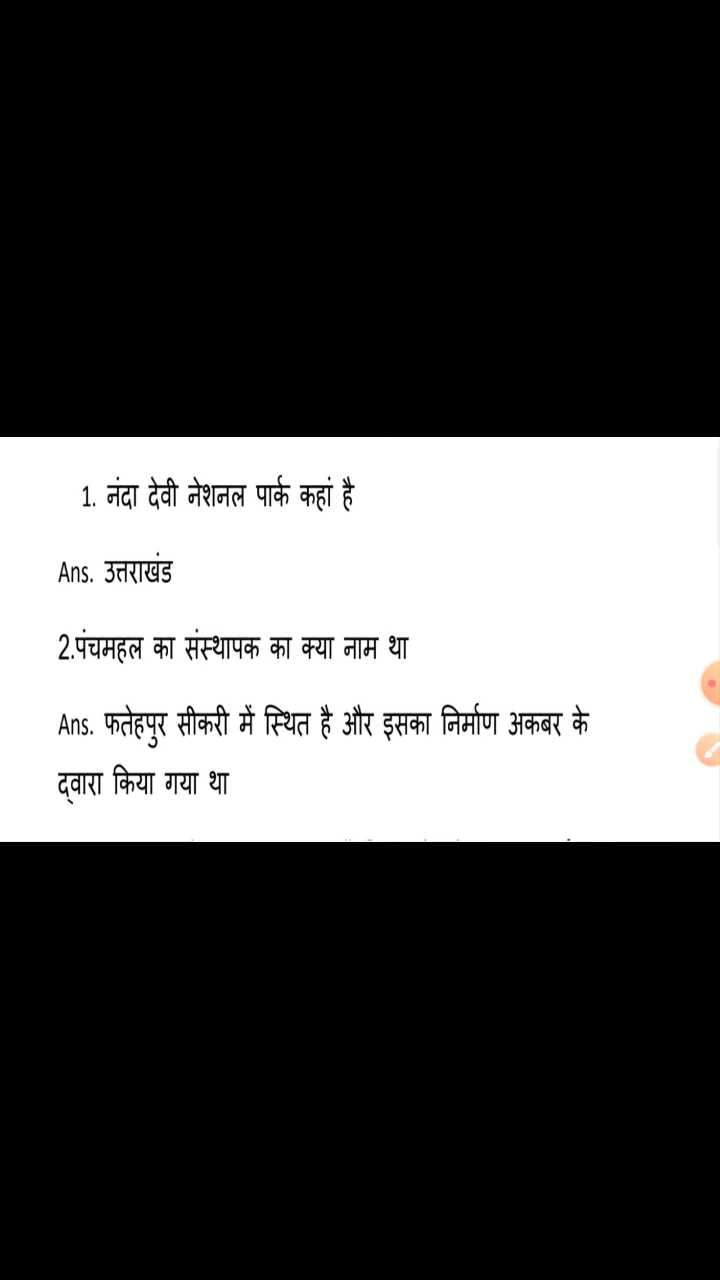 1. नंदा देवी नेशनल पार्क कहां है
Ans. उत्तराखंड
2.पंचमहल का संस्थापक का क्या नाम था
Ans. फतेहपुर सीकरी में स्थित है और इसका निर्माण अकबर के
द्वारा किया गया था